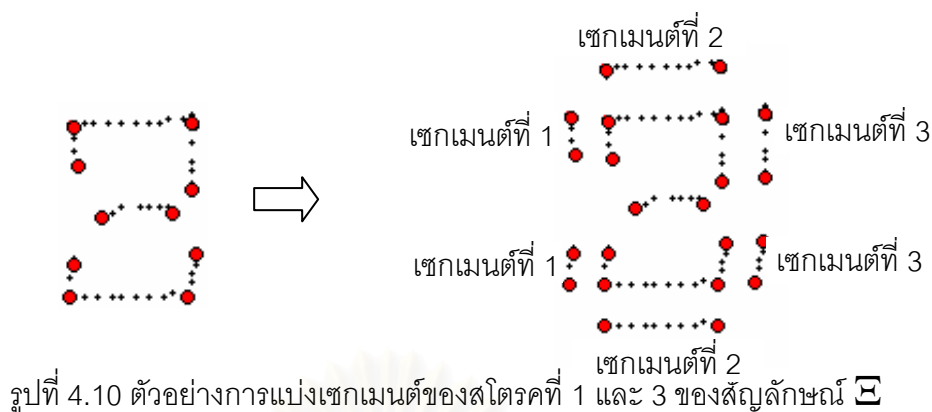 เซกเมนต์ที่ 2
เซกเมนต์ที่ 1
เซกเมนต์ที่ 3
เซกเมนต์ที่ 1
เซกเมนต์ที่ 3
เซกเมนต์ที่ 2
รูปที่ 4.10 ตัวอย่างการแบ่งเซกเมนต์ของสโตรคที่ 1 และ 3 ของสัญลักษณ์ Ξ